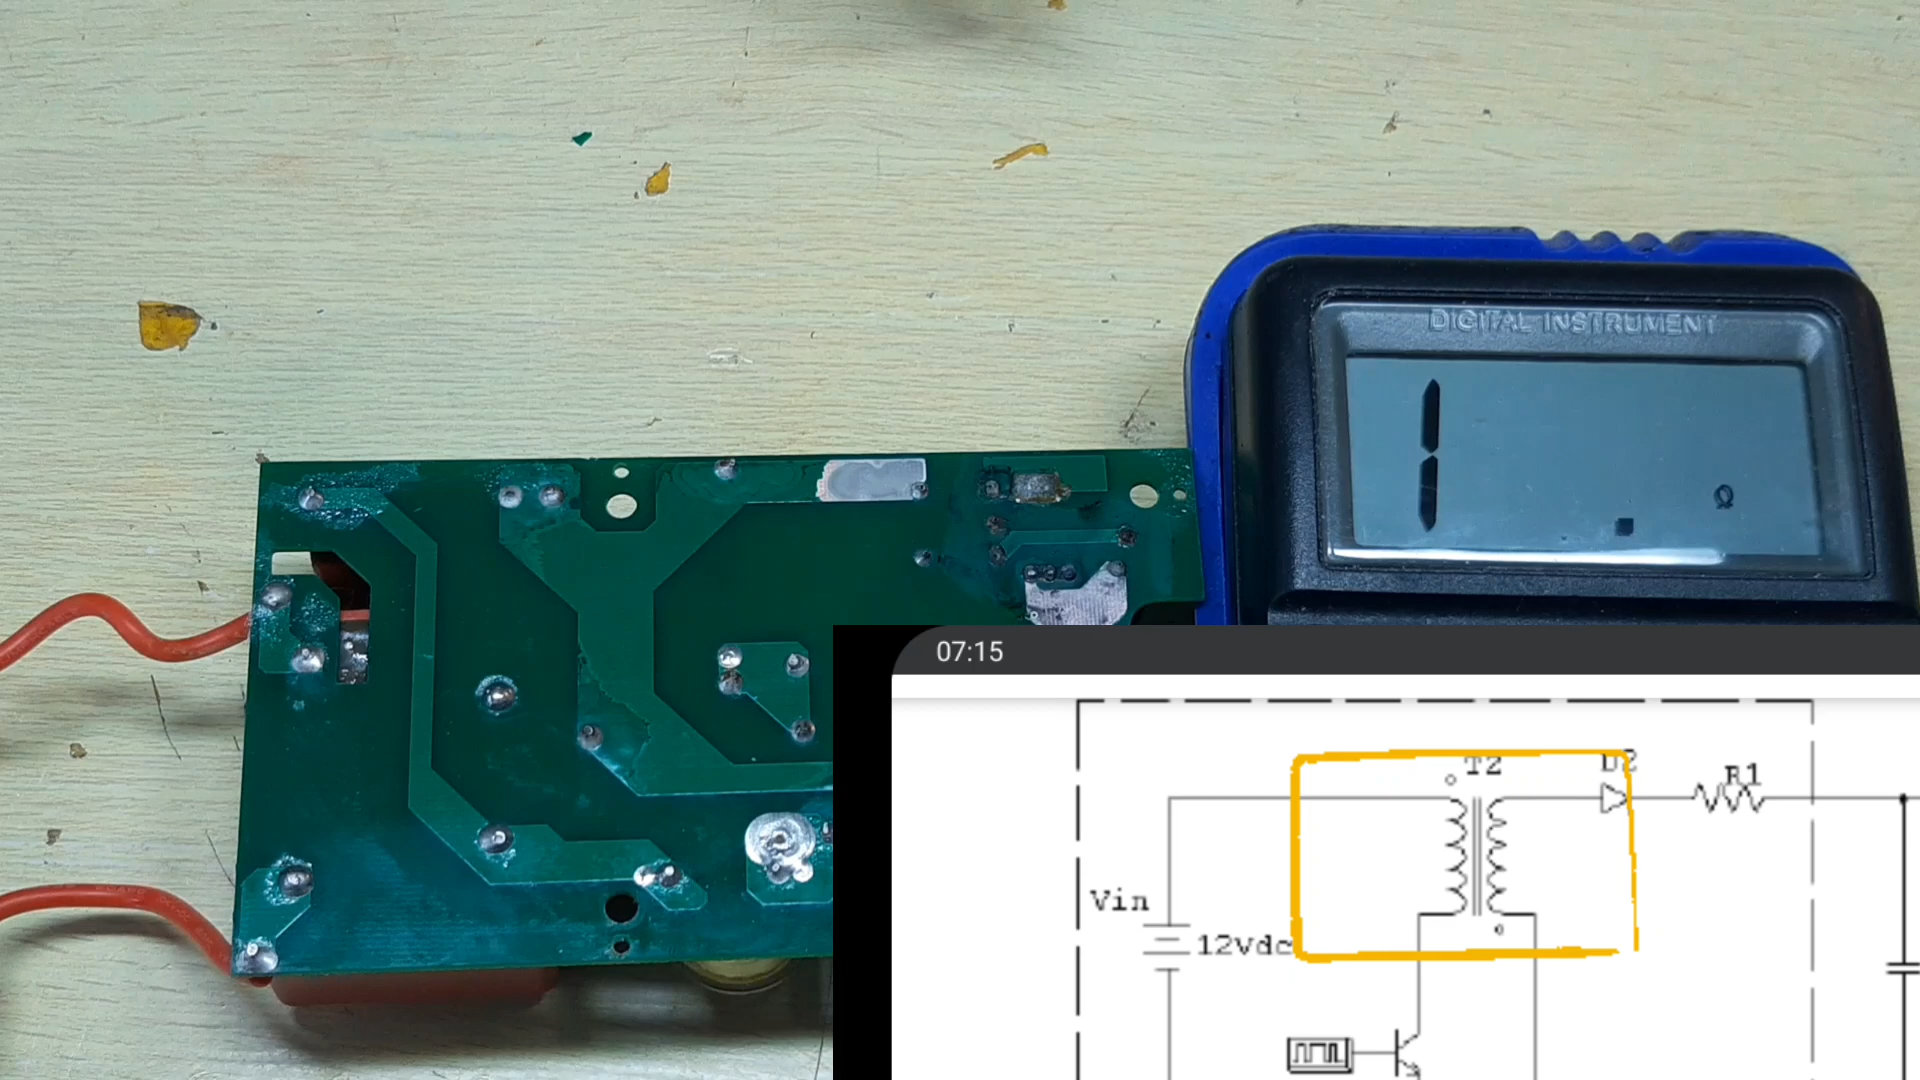 DIGITAL INSTRUMENT
1 . Ω
07:15
T2
D2
R1
Vin
12Vdc